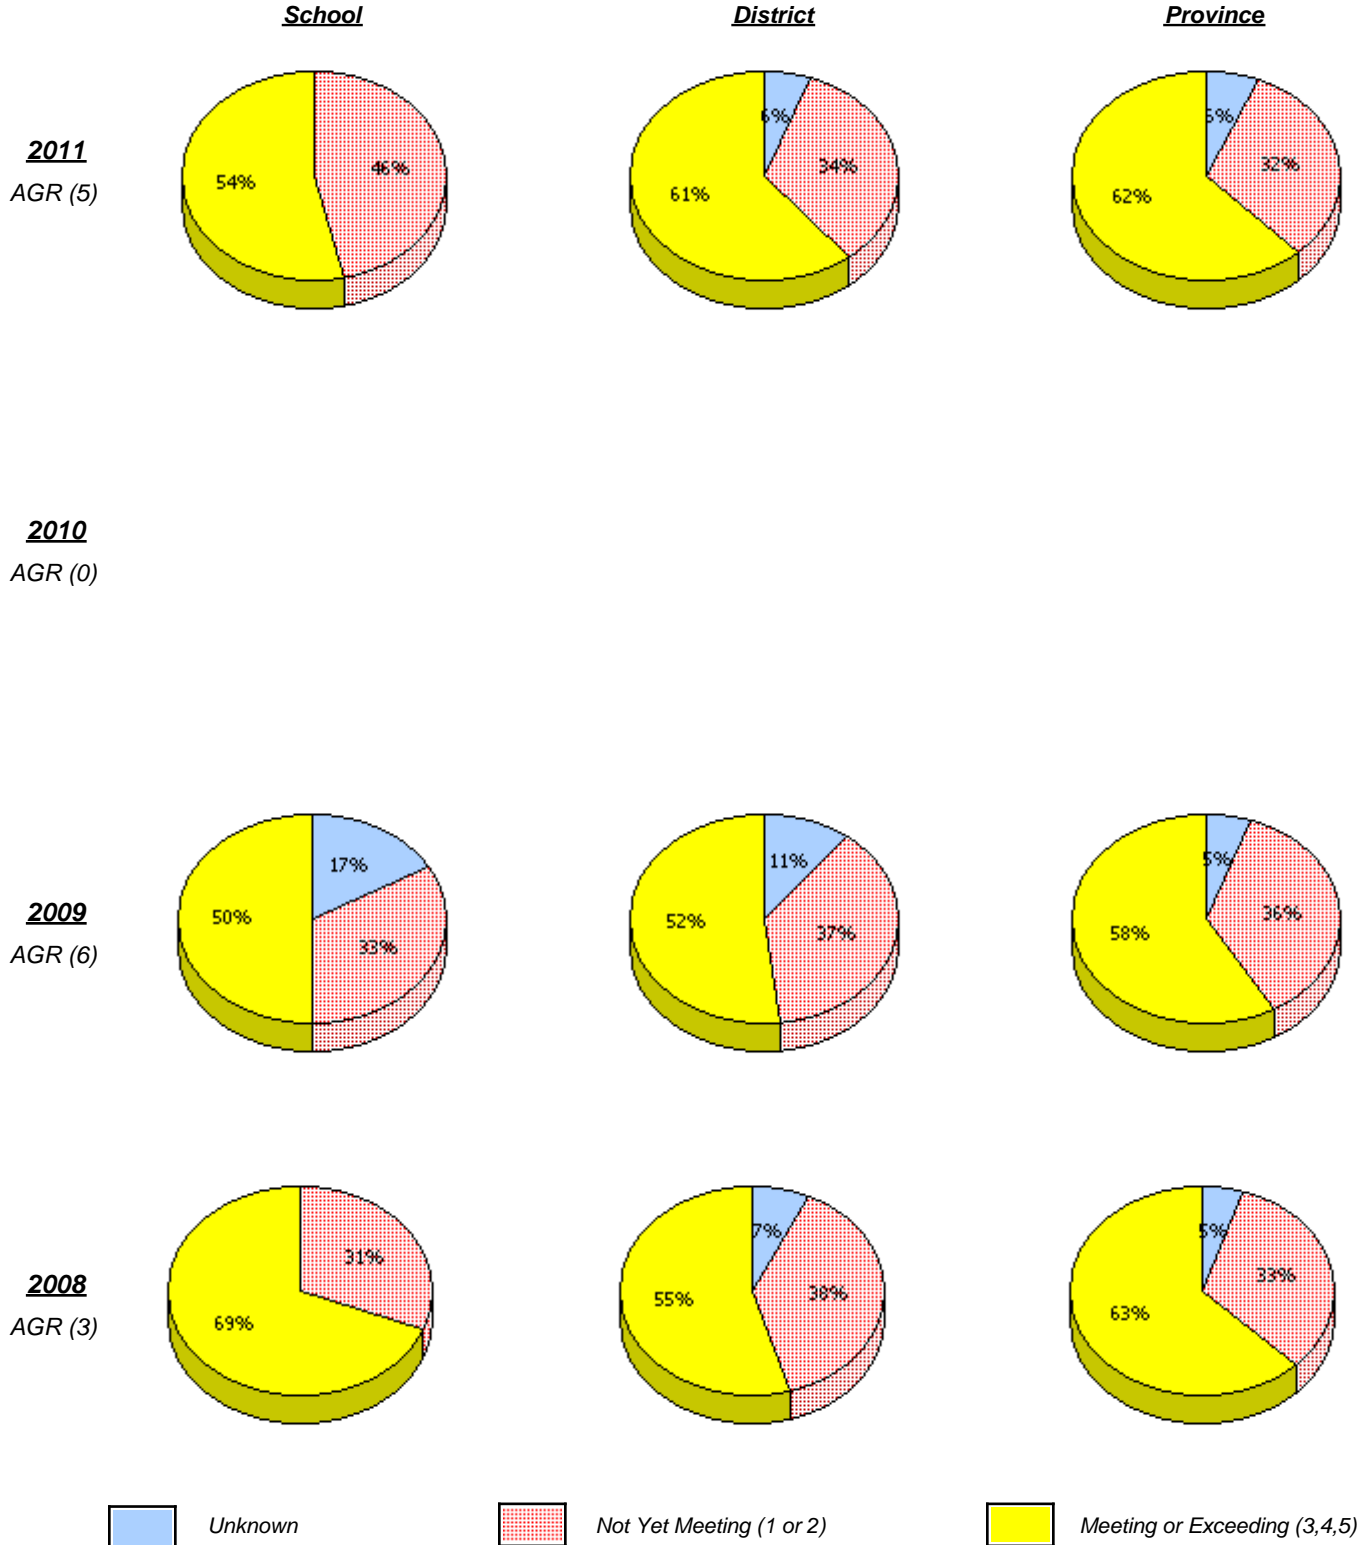 School District Province
2011
AGR (5)
54% 46%
61% 6% 34%
62% 6% 32%
2010
AGR (0)
2009
AGR (6)
50% 17% 33%
52% 11% 37%
58% 5% 36%
2008
AGR (3)
69% 31%
55% 7% 38%
63% 5% 33%
Unknown Not Yet Meeting (1 or 2) Meeting or Exceeding (3,4,5)